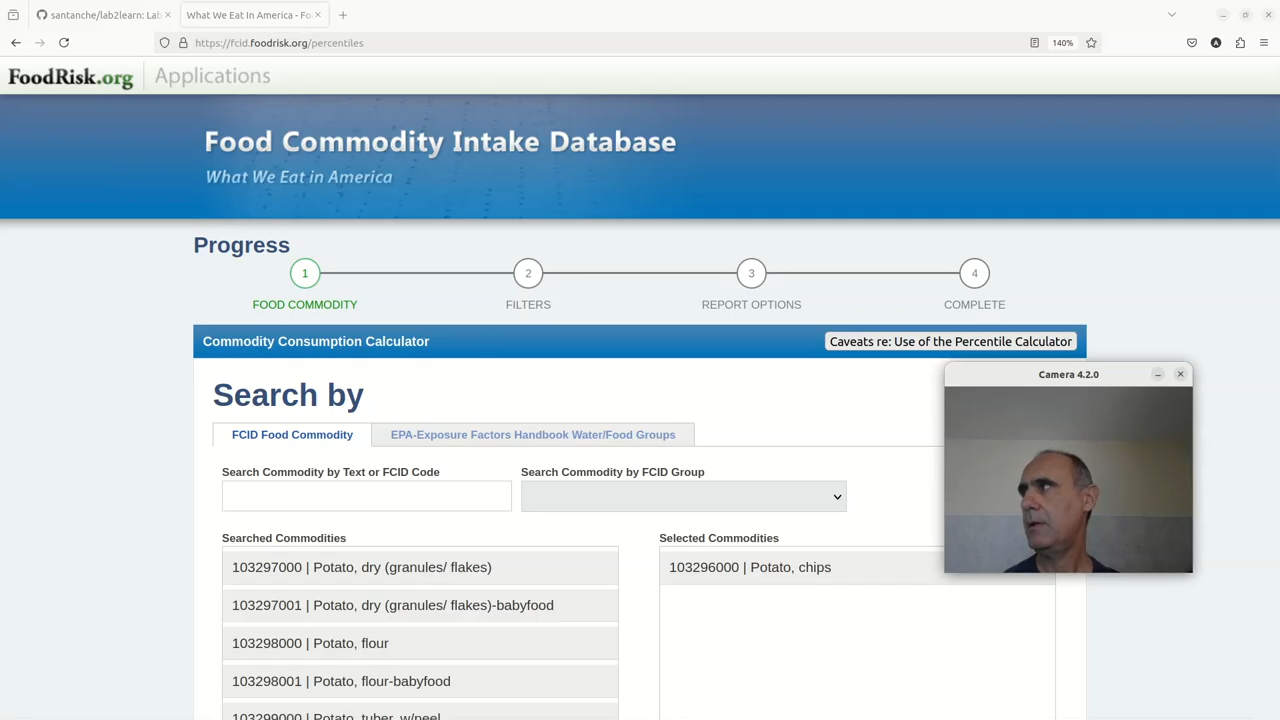 santanche/lab2learn: Lab
What We Eat In America - Fo
https://fcid.foodrisk.org/percentiles
140%
FoodRisk.org
Applications
Food Commodity Intake Database
What We Eat in America
Progress
1
2
3
4
FOOD COMMODITY
FILTERS
REPORT OPTIONS
COMPLETE
Commodity Consumption Calculator
Caveats re: Use of the Percentile Calculator
Camera 4.2.0
Search by
FCID Food Commodity
EPA-Exposure Factors Handbook Water/Food Groups
Search Commodity by Text or FCID Code
Search Commodity by FCID Group
Searched Commodities
Selected Commodities
103297000 | Potato, dry (granules/ flakes)
103296000 | Potato, chips
103297001 | Potato, dry (granules/ flakes)-babyfood
103298000 | Potato, flour
103298001 | Potato, flour-babyfood
103299000 | Potato, tuber, w/peel